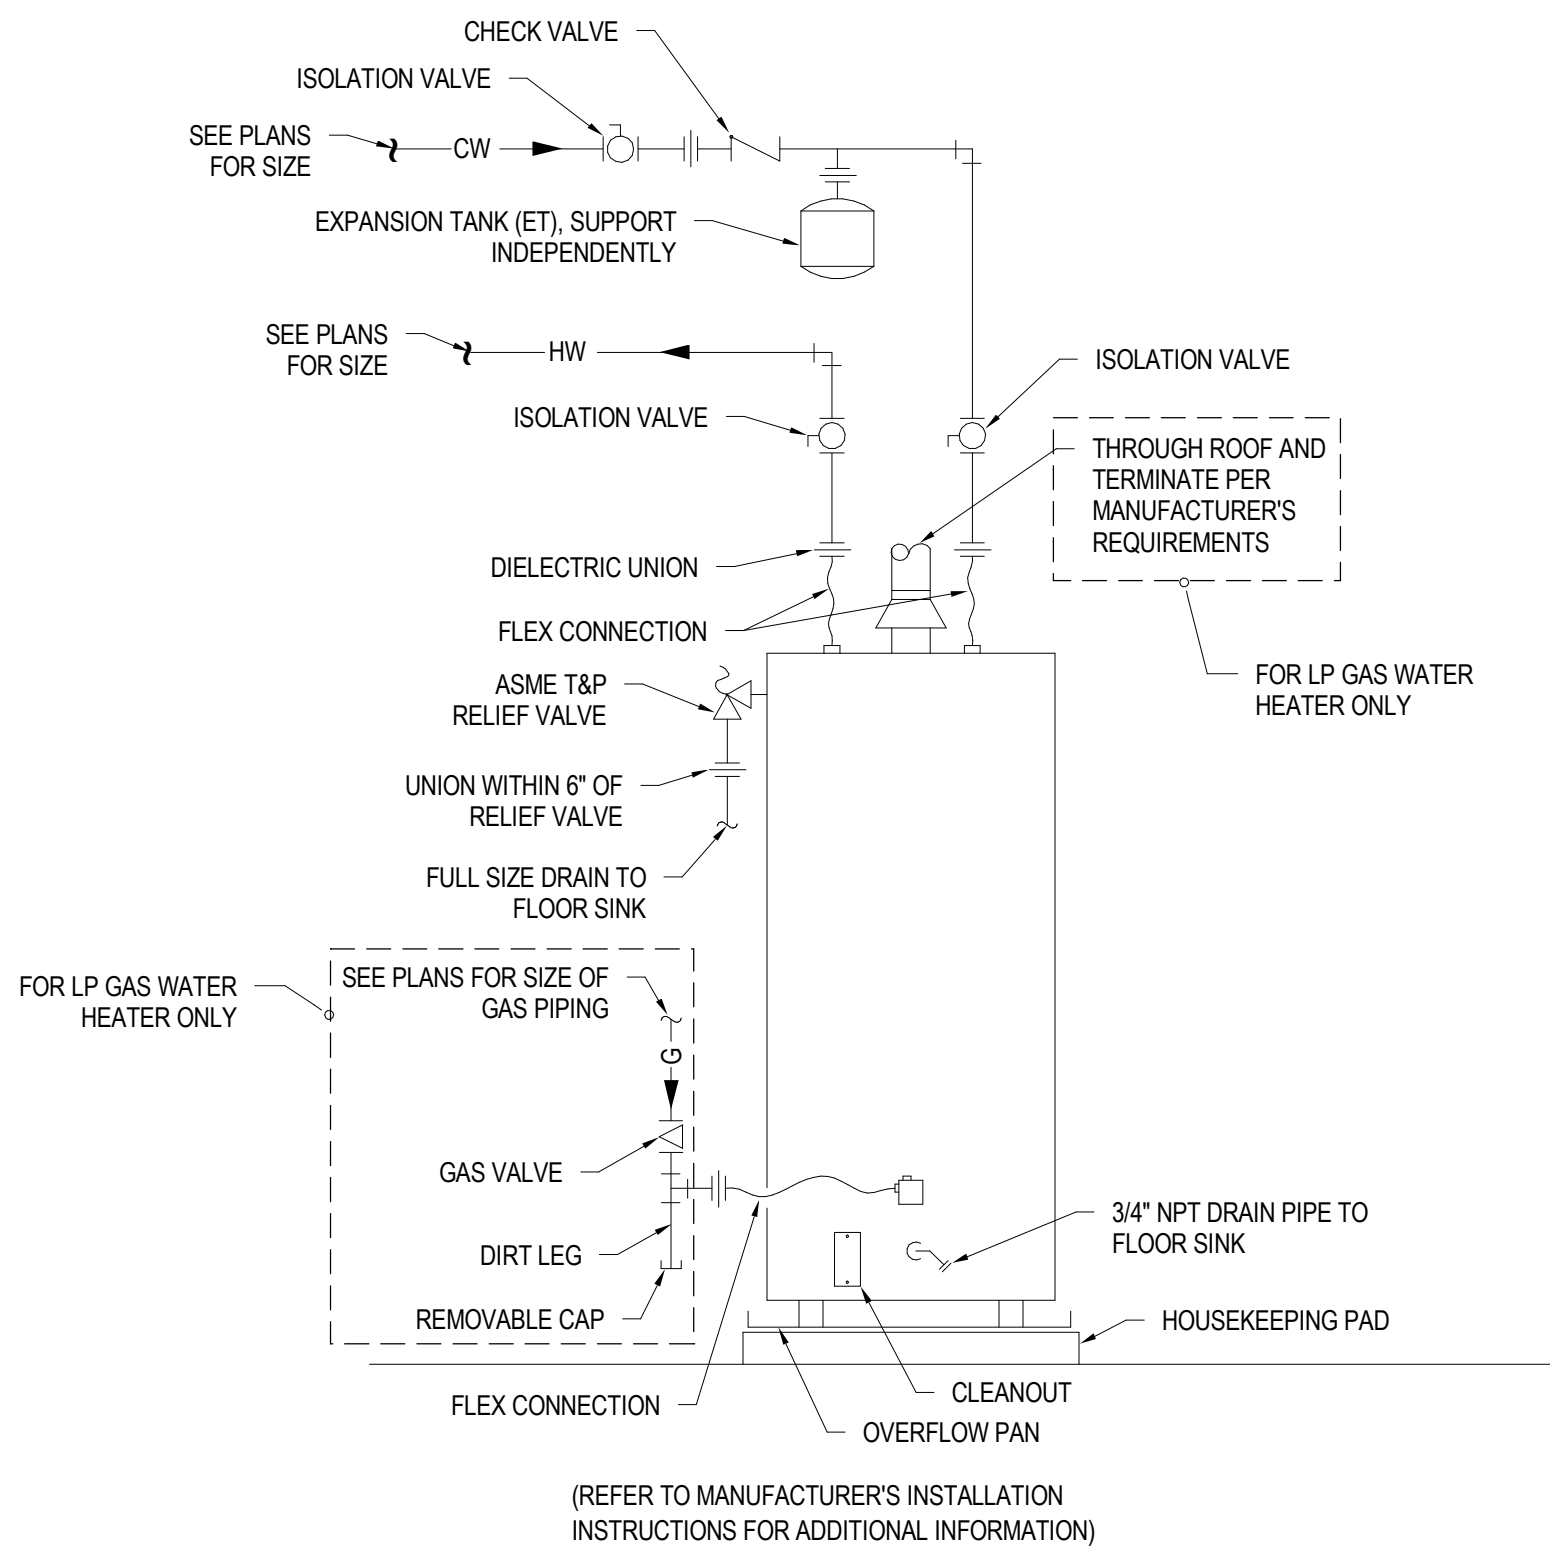 CHECK VALVE
ISOLATION VALVE
SEE PLANS
FOR SIZE
CW
EXPANSION TANK (ET), SUPPORT
INDEPENDENTLY
SEE PLANS
FOR SIZE
HW
ISOLATION VALVE
ISOLATION VALVE
THROUGH ROOF AND
TERMINATE PER
MANUFACTURER'S
REQUIREMENTS
DIELECTRIC UNION
FLEX CONNECTION
FOR LP GAS WATER
HEATER ONLY
ASME T&P
RELIEF VALVE
UNION WITHIN 6" OF
RELIEF VALVE
FULL SIZE DRAIN TO
FLOOR SINK
FOR LP GAS WATER
HEATER ONLY
SEE PLANS FOR SIZE OF
GAS PIPING
G
GAS VALVE
DIRT LEG
REMOVABLE CAP
3/4" NPT DRAIN PIPE TO
FLOOR SINK
HOUSEKEEPING PAD
FLEX CONNECTION
CLEANOUT
OVERFLOW PAN
(REFER TO MANUFACTURER'S INSTALLATION
INSTRUCTIONS FOR ADDITIONAL INFORMATION)